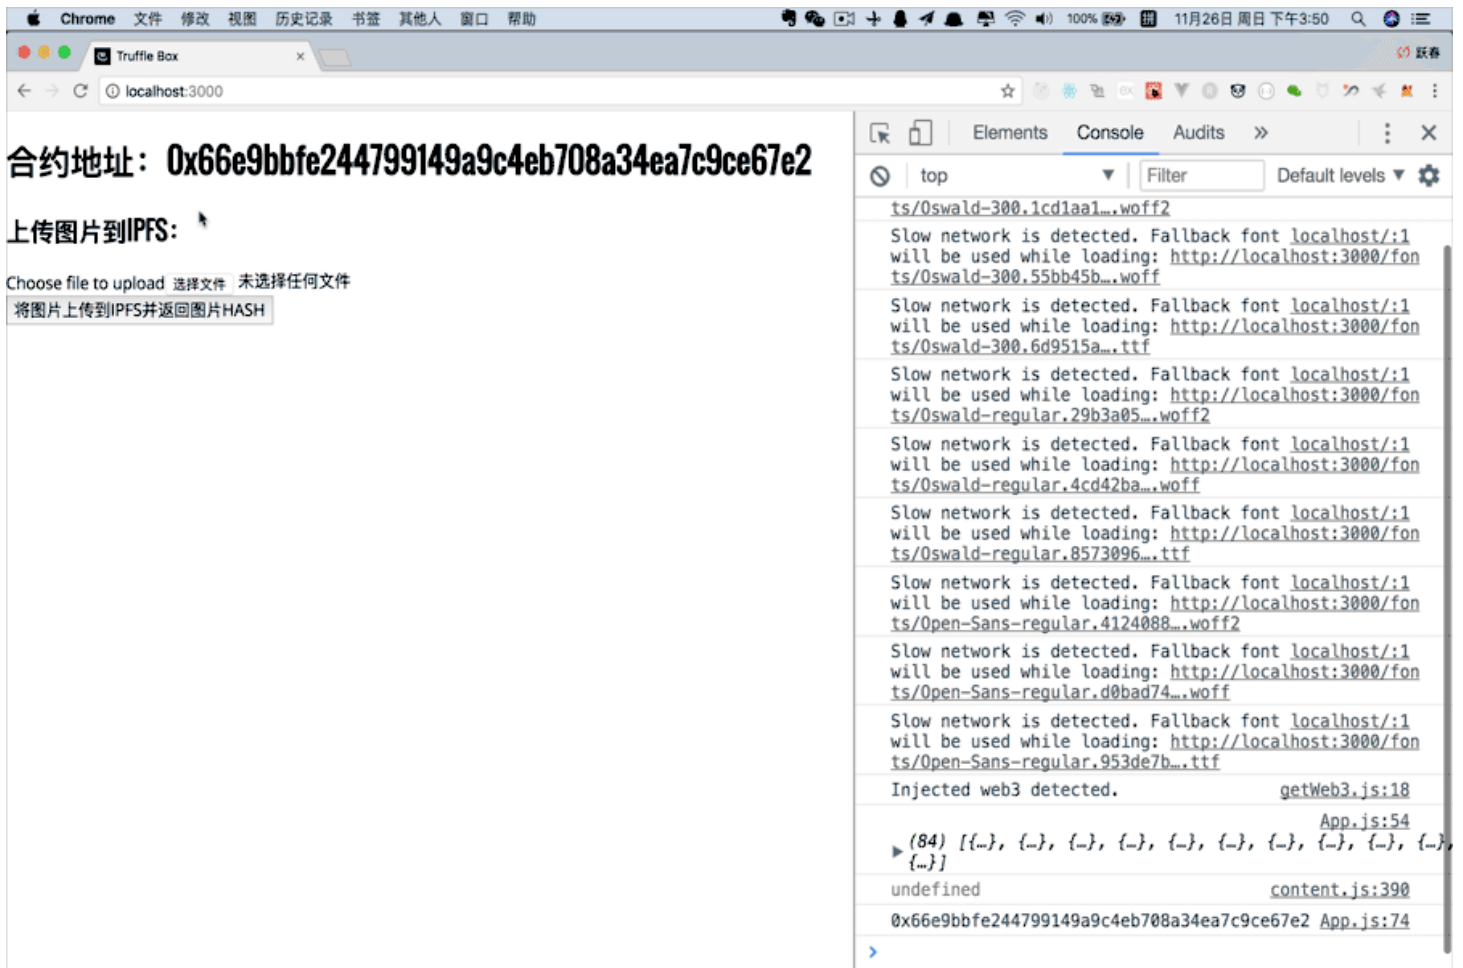 Chrome 文件 修改 视图 历史记录 书签 其他人 窗口 帮助 100% 11月26日 周日 下午3:50
Truffle Box × 跃春
localhost:3000
合约地址：0x66e9bbfe244799149a9c4eb708a34ea7c9ce67e2
上传图片到IPFS：
Choose file to upload 选择文件 未选择任何文件
将图片上传到IPFS并返回图片HASH
Elements Console Audits »
top Filter Default levels
ts/Oswald-300.1cd1aa1….woff2
Slow network is detected. Fallback font localhost/:1
will be used while loading: http://localhost:3000/fon
ts/Oswald-300.55bb45b….woff
Slow network is detected. Fallback font localhost/:1
will be used while loading: http://localhost:3000/fon
ts/Oswald-300.6d9515a….ttf
Slow network is detected. Fallback font localhost/:1
will be used while loading: http://localhost:3000/fon
ts/Oswald-regular.29b3a05….woff2
Slow network is detected. Fallback font localhost/:1
will be used while loading: http://localhost:3000/fon
ts/Oswald-regular.4cd42ba….woff
Slow network is detected. Fallback font localhost/:1
will be used while loading: http://localhost:3000/fon
ts/Oswald-regular.8573096….ttf
Slow network is detected. Fallback font localhost/:1
will be used while loading: http://localhost:3000/fon
ts/Open-Sans-regular.4124088….woff2
Slow network is detected. Fallback font localhost/:1
will be used while loading: http://localhost:3000/fon
ts/Open-Sans-regular.d0bad74….woff
Slow network is detected. Fallback font localhost/:1
will be used while loading: http://localhost:3000/fon
ts/Open-Sans-regular.953de7b….ttf
Injected web3 detected. getWeb3.js:18
App.js:54
(84) [{…}, {…}, {…}, {…}, {…}, {…}, {…}, {…}, {…}, {…},
{…}]
undefined content.js:390
0x66e9bbfe244799149a9c4eb708a34ea7c9ce67e2 App.js:74